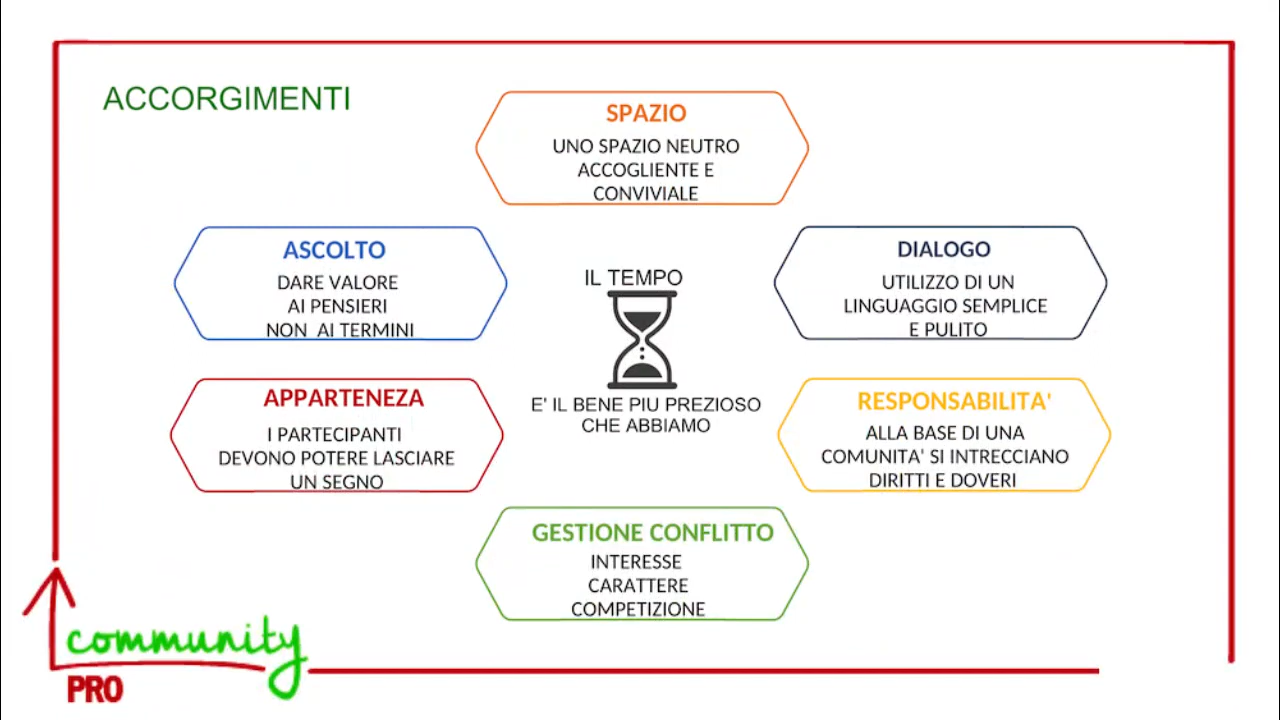 ACCORGIMENTI
SPAZIO
UNO SPAZIO NEUTRO
ACCOGLIENTE E
CONVIVIALE
ASCOLTO
DARE VALORE
AI PENSIERI
NON  AI TERMINI
IL TEMPO
E' IL BENE PIU PREZIOSO
CHE ABBIAMO
DIALOGO
UTILIZZO DI UN
LINGUAGGIO SEMPLICE
E PULITO
APPARTENEZA
I PARTECIPANTI
DEVONO POTERE LASCIARE
UN SEGNO
RESPONSABILITA'
ALLA BASE DI UNA
COMUNITA' SI INTRECCIANO
DIRITTI E DOVERI
GESTIONE CONFLITTO
INTERESSE
CARATTERE
COMPETIZIONE
community
PRO